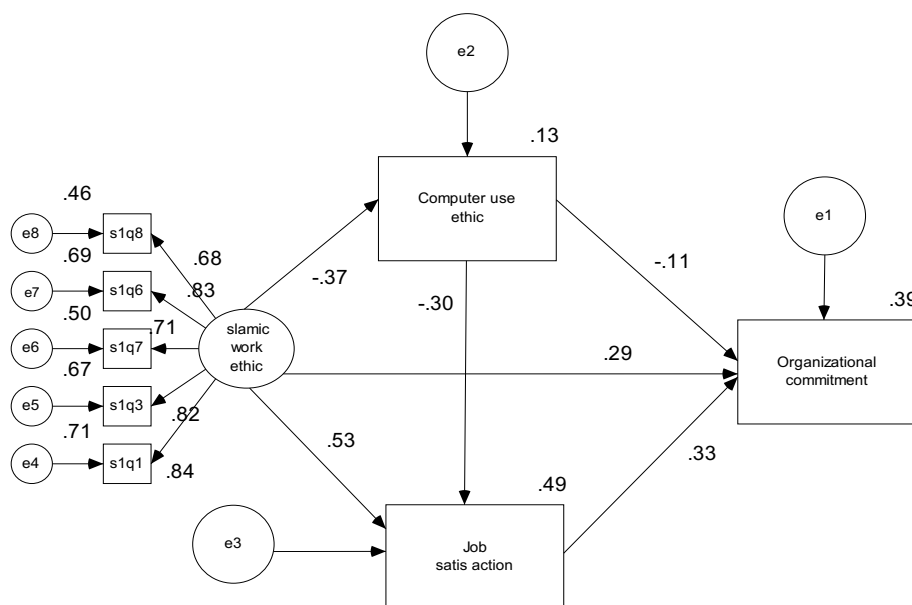 e2
.13
Computer use
ethic
e1
.46
e8
s1q8
.68
.69
-.37
-.11
.83
e7
s1q6
-.30
.39
.50
.71
slamic
work
ethic
e6
s1q7
.29
Organizational
commitment
.67
e5
s1q3
.82
.71
.53
.33
e4
s1q1
.84
.49
e3
Job
satis action